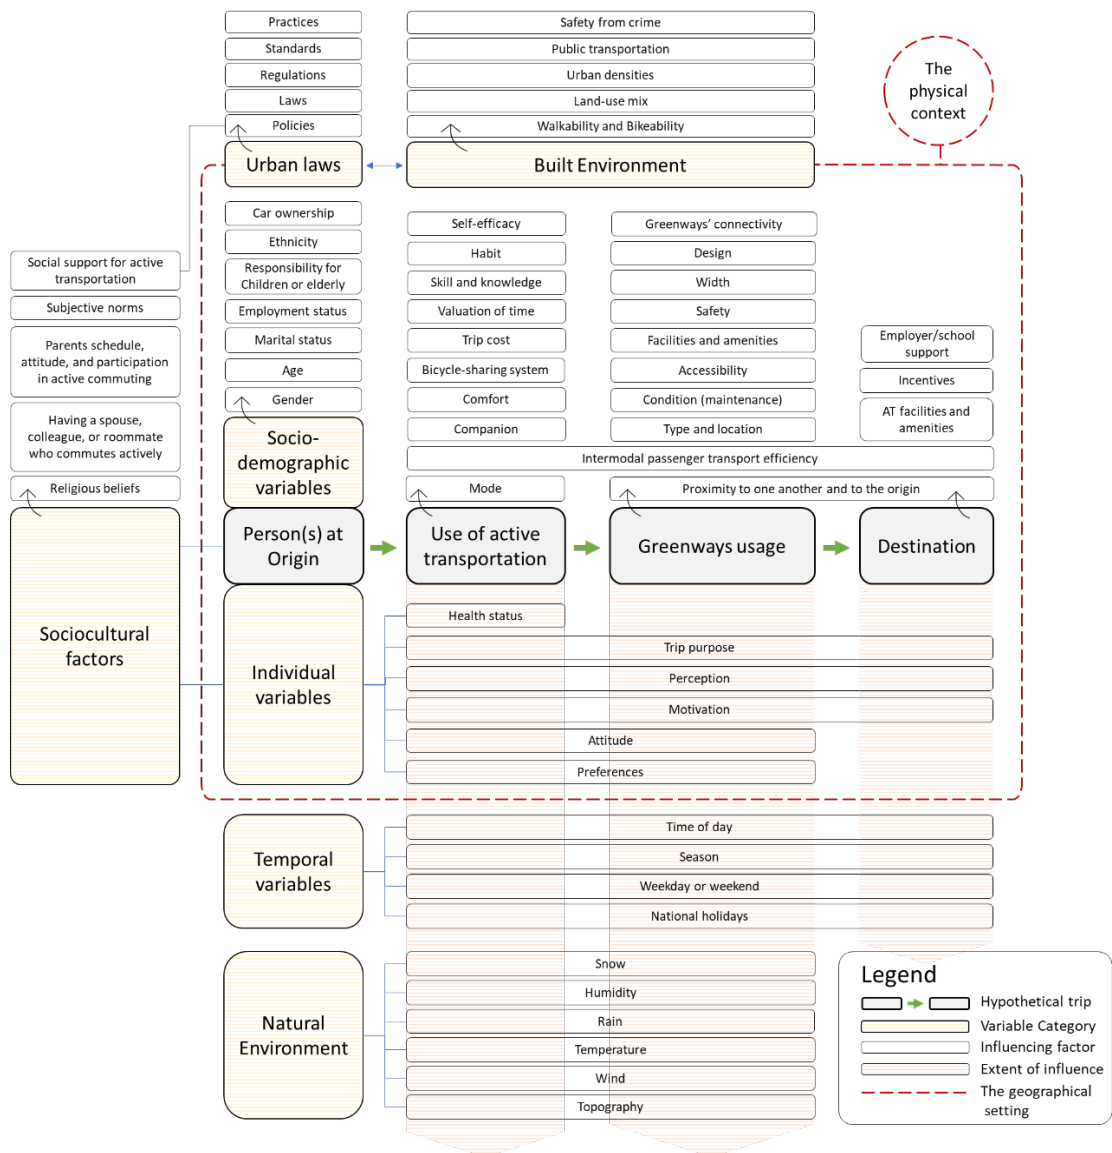 Practices
Standards
Regulations
Laws
Policies
Urban laws
Safety from crime
Public transportation
Urban densities
Land-use mix
Walkability and Bikeability
Built Environment
The
physical
context
Social support for active
transportation
Subjective norms
Parents schedule,
attitude, and participation
in active commuting
Having a spouse,
colleague, or roommate
who commutes actively
Religious beliefs
Sociocultural
factors
Car ownership
Ethnicity
Responsibility for
Children or elderly
Employment status
Marital status
Age
Gender
Socio-
demographic
variables
Person(s) at
Origin
Individual
variables
Self-efficacy
Habit
Skill and knowledge
Valuation of time
Trip cost
Bicycle-sharing system
Comfort
Companion
Greenways' connectivity
Design
Width
Safety
Facilities and amenities
Accessibility
Condition (maintenance)
Type and location
Employer/school
support
Incentives
AT facilities and
amenities
Intermodal passenger transport efficiency
Mode
Proximity to one another and to the origin
Use of active
transportation
Greenways usage
Destination
Health status
Trip purpose
Perception
Motivation
Attitude
Preferences
Temporal
variables
Time of day
Season
Weekday or weekend
National holidays
Natural
Environment
Snow
Humidity
Rain
Temperature
Wind
Topography
Legend
Hypothetical trip
Variable Category
Influencing factor
Extent of influence
The geographical
setting